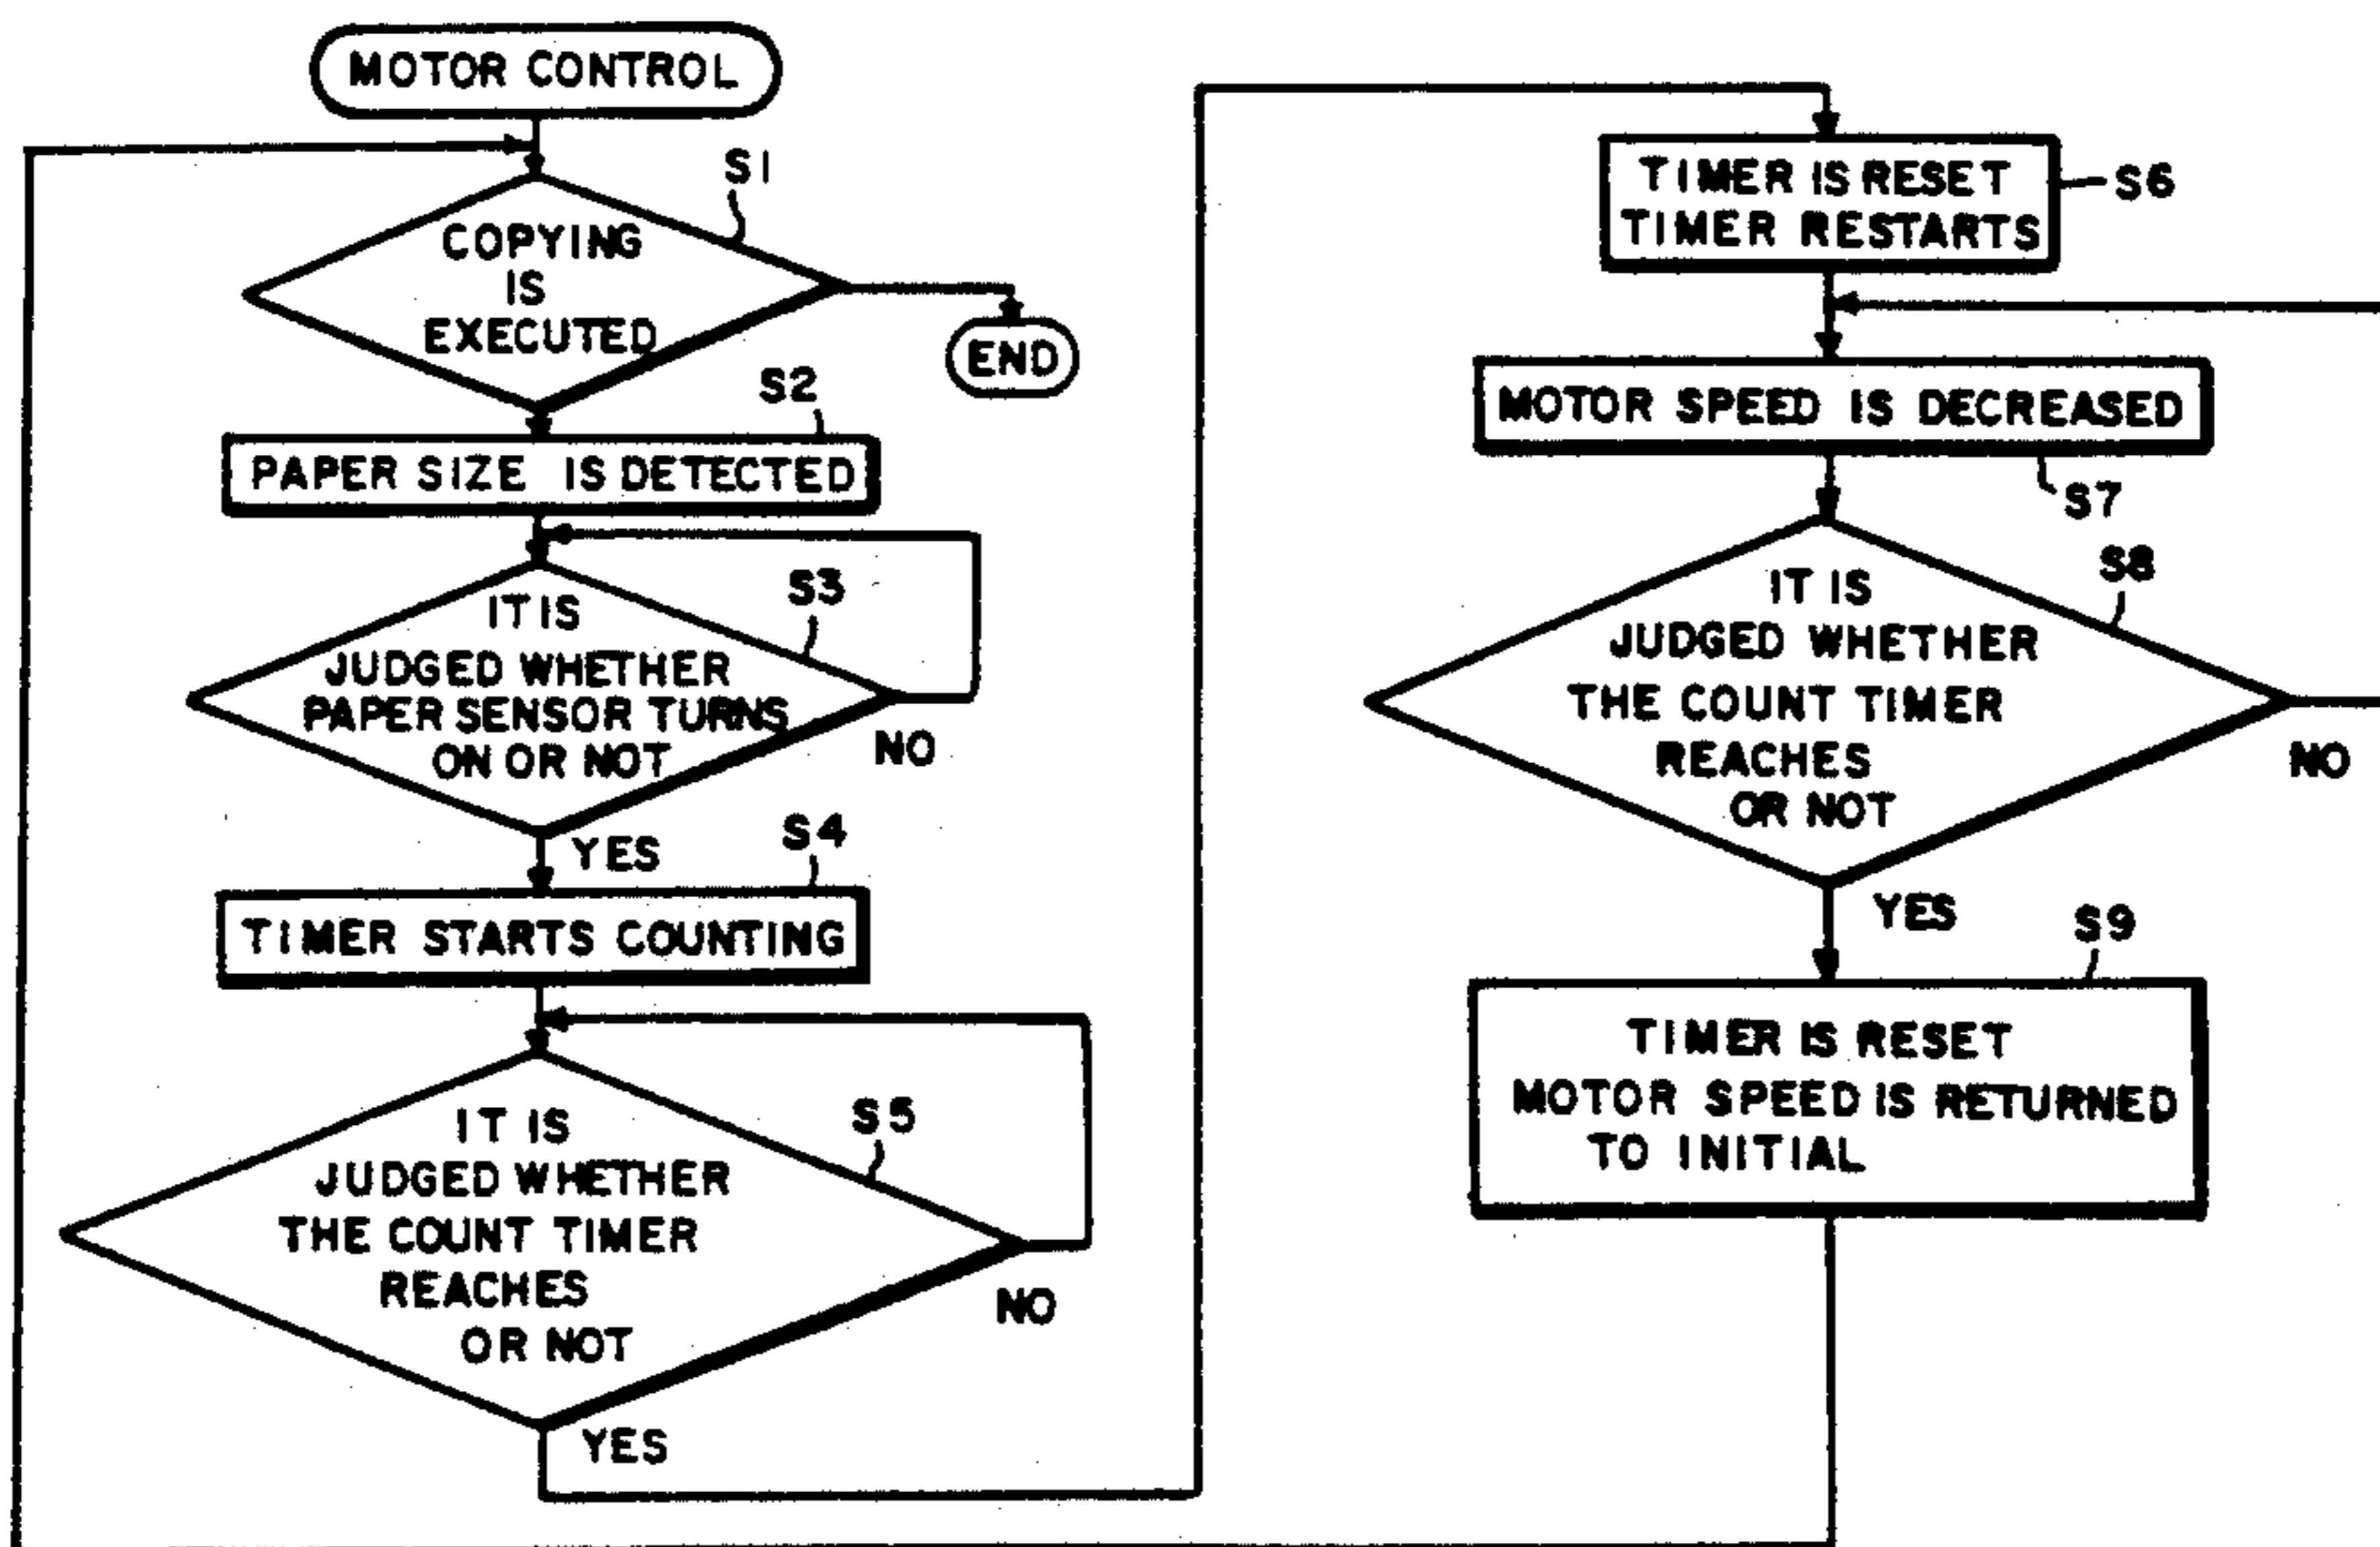 MOTOR CONTROL
S1
COPYING
IS
EXECUTED
END
S2
PAPER SIZE IS DETECTED
S3
IT IS
JUDGED WHETHER
PAPER SENSOR TURNS
ON OR NOT
NO
YES
S4
TIMER STARTS COUNTING
S5
IT IS
JUDGED WHETHER
THE COUNT TIMER
REACHES
OR NOT
NO
YES
TIMER IS RESET
TIMER RESTARTS
S6
MOTOR SPEED IS DECREASED
S7
S8
IT IS
JUDGED WHETHER
THE COUNT TIMER
REACHES
OR NOT
NO
YES
S9
TIMER IS RESET
MOTOR SPEED IS RETURNED
TO INITIAL